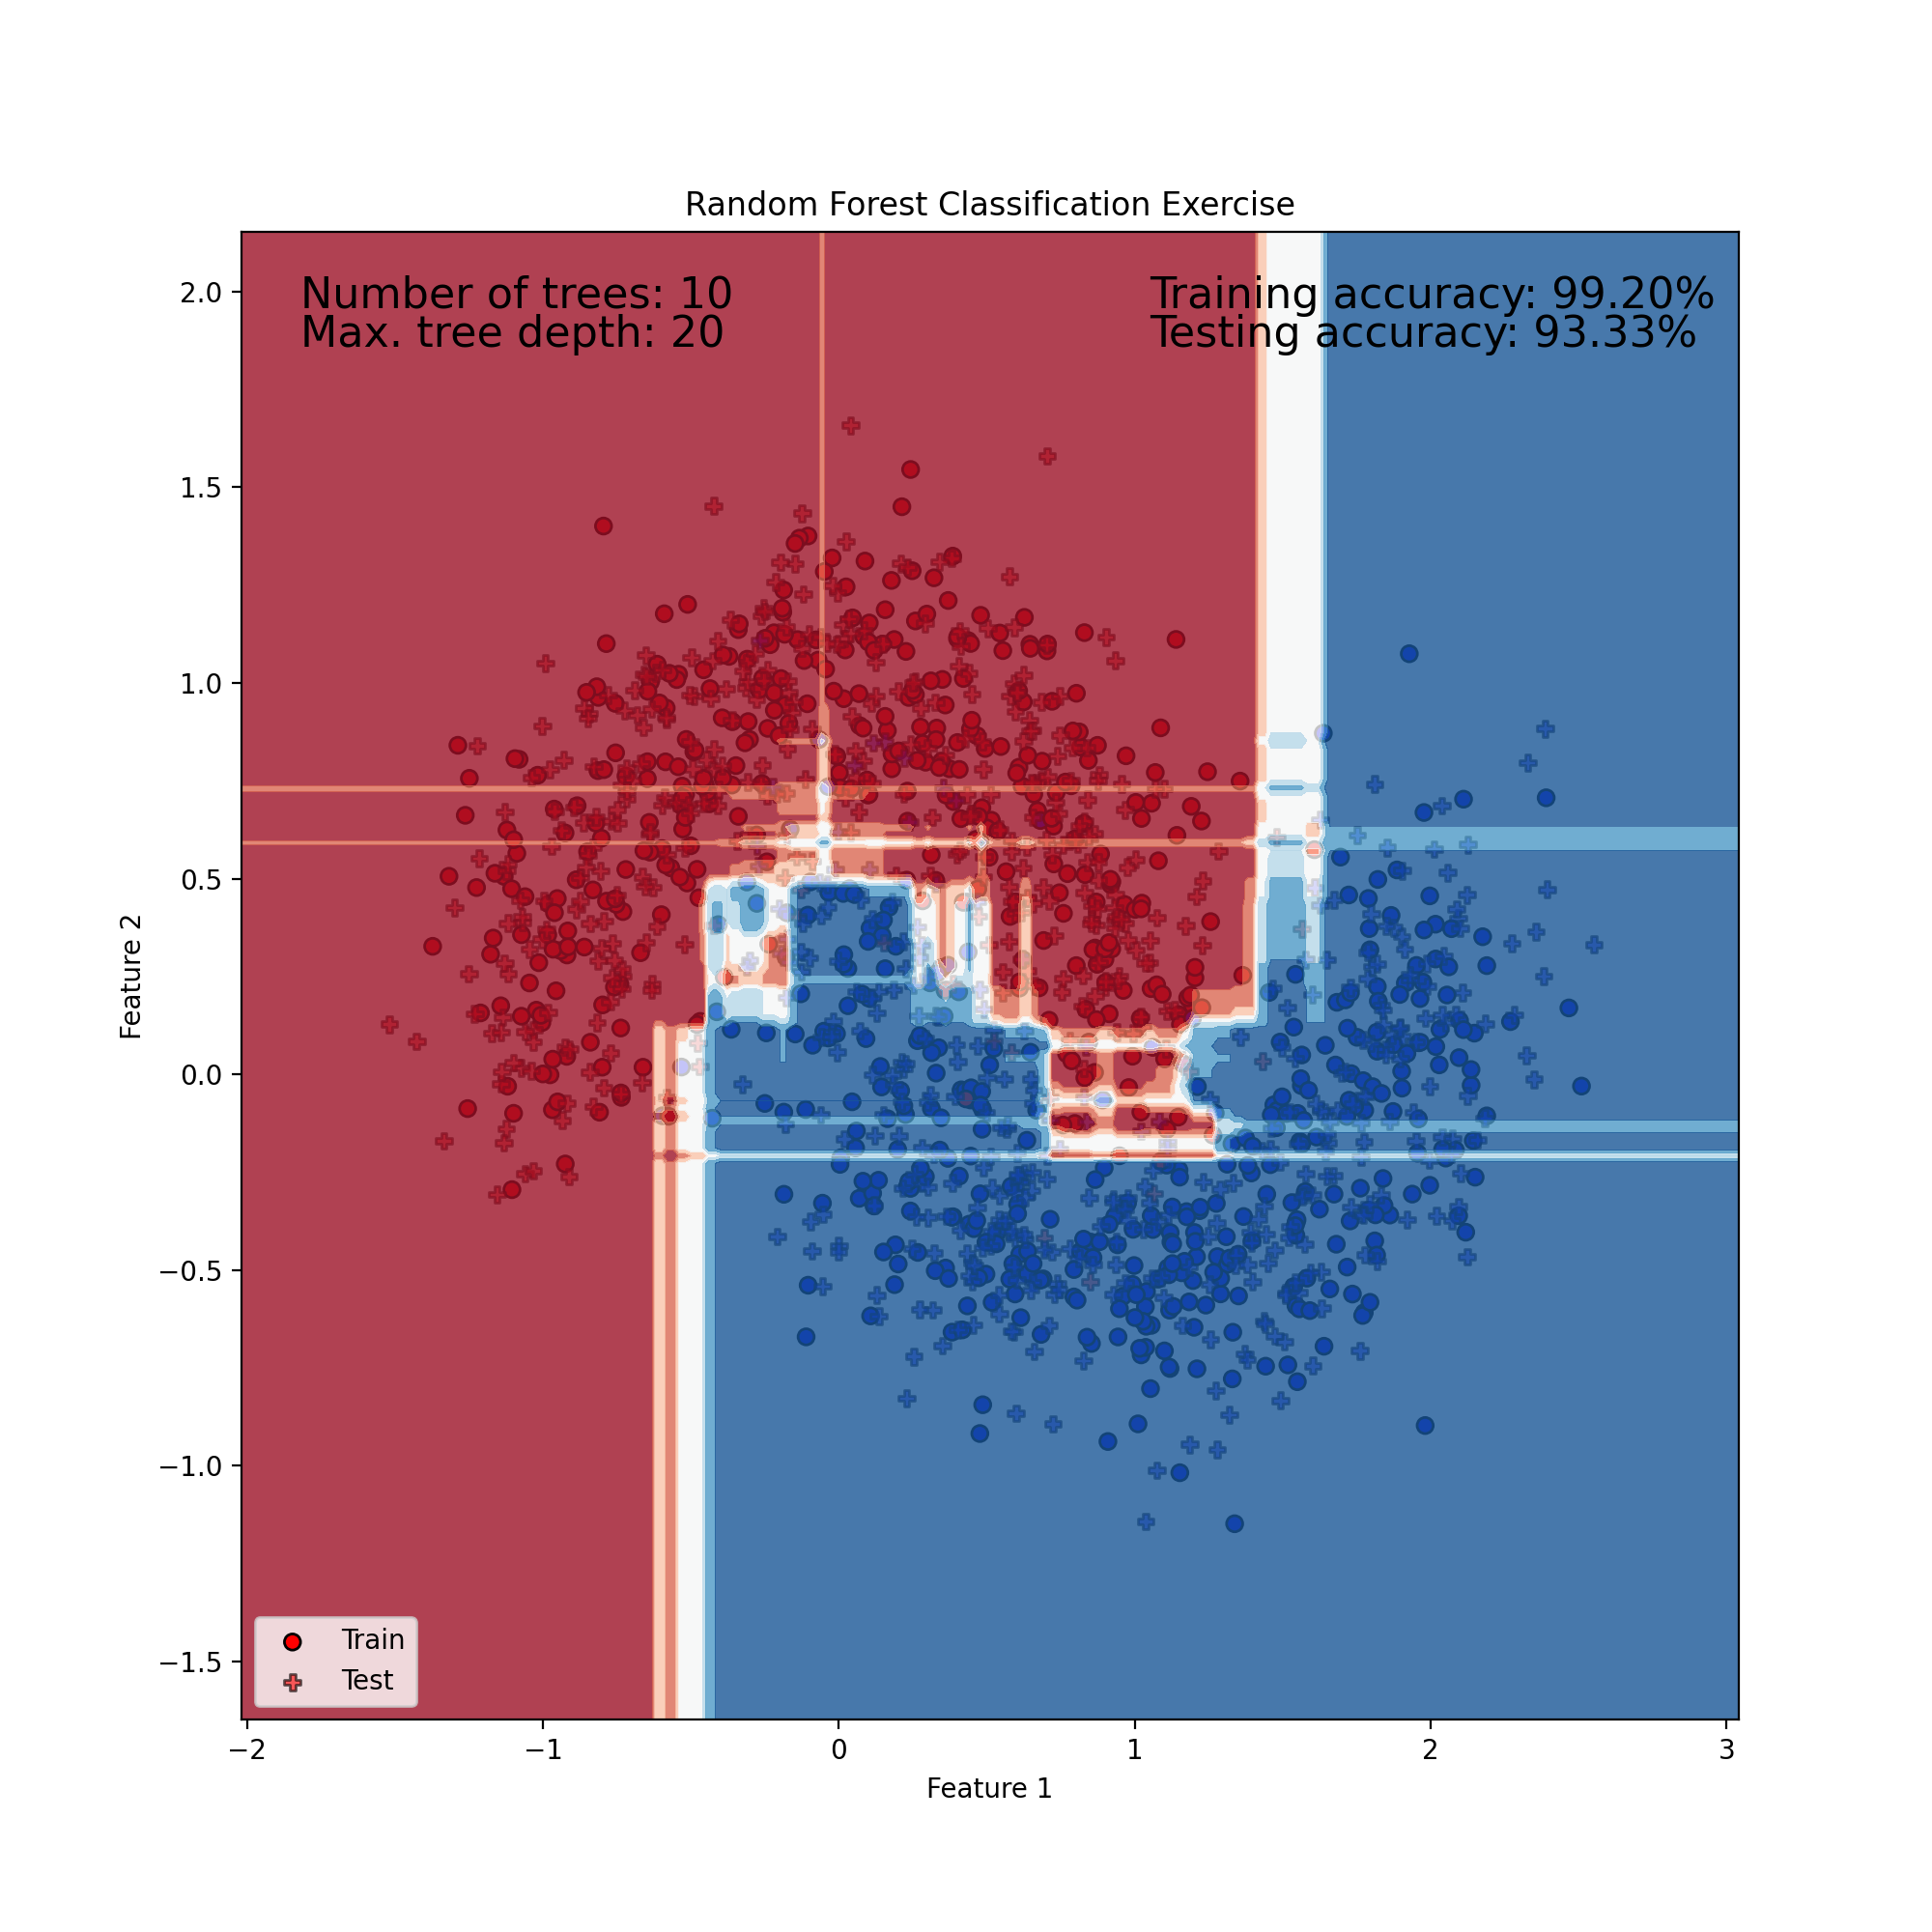 Random Forest Classification Exercise
Number of trees: 10
Max. tree depth: 20
Training accuracy: 99.20%
Testing accuracy: 93.33%
Feature 2
2.0
1.5
1.0
0.5
0.0
−0.5
−1.0
−1.5
Train
Test
−2 −1 0 1 2 3
Feature 1